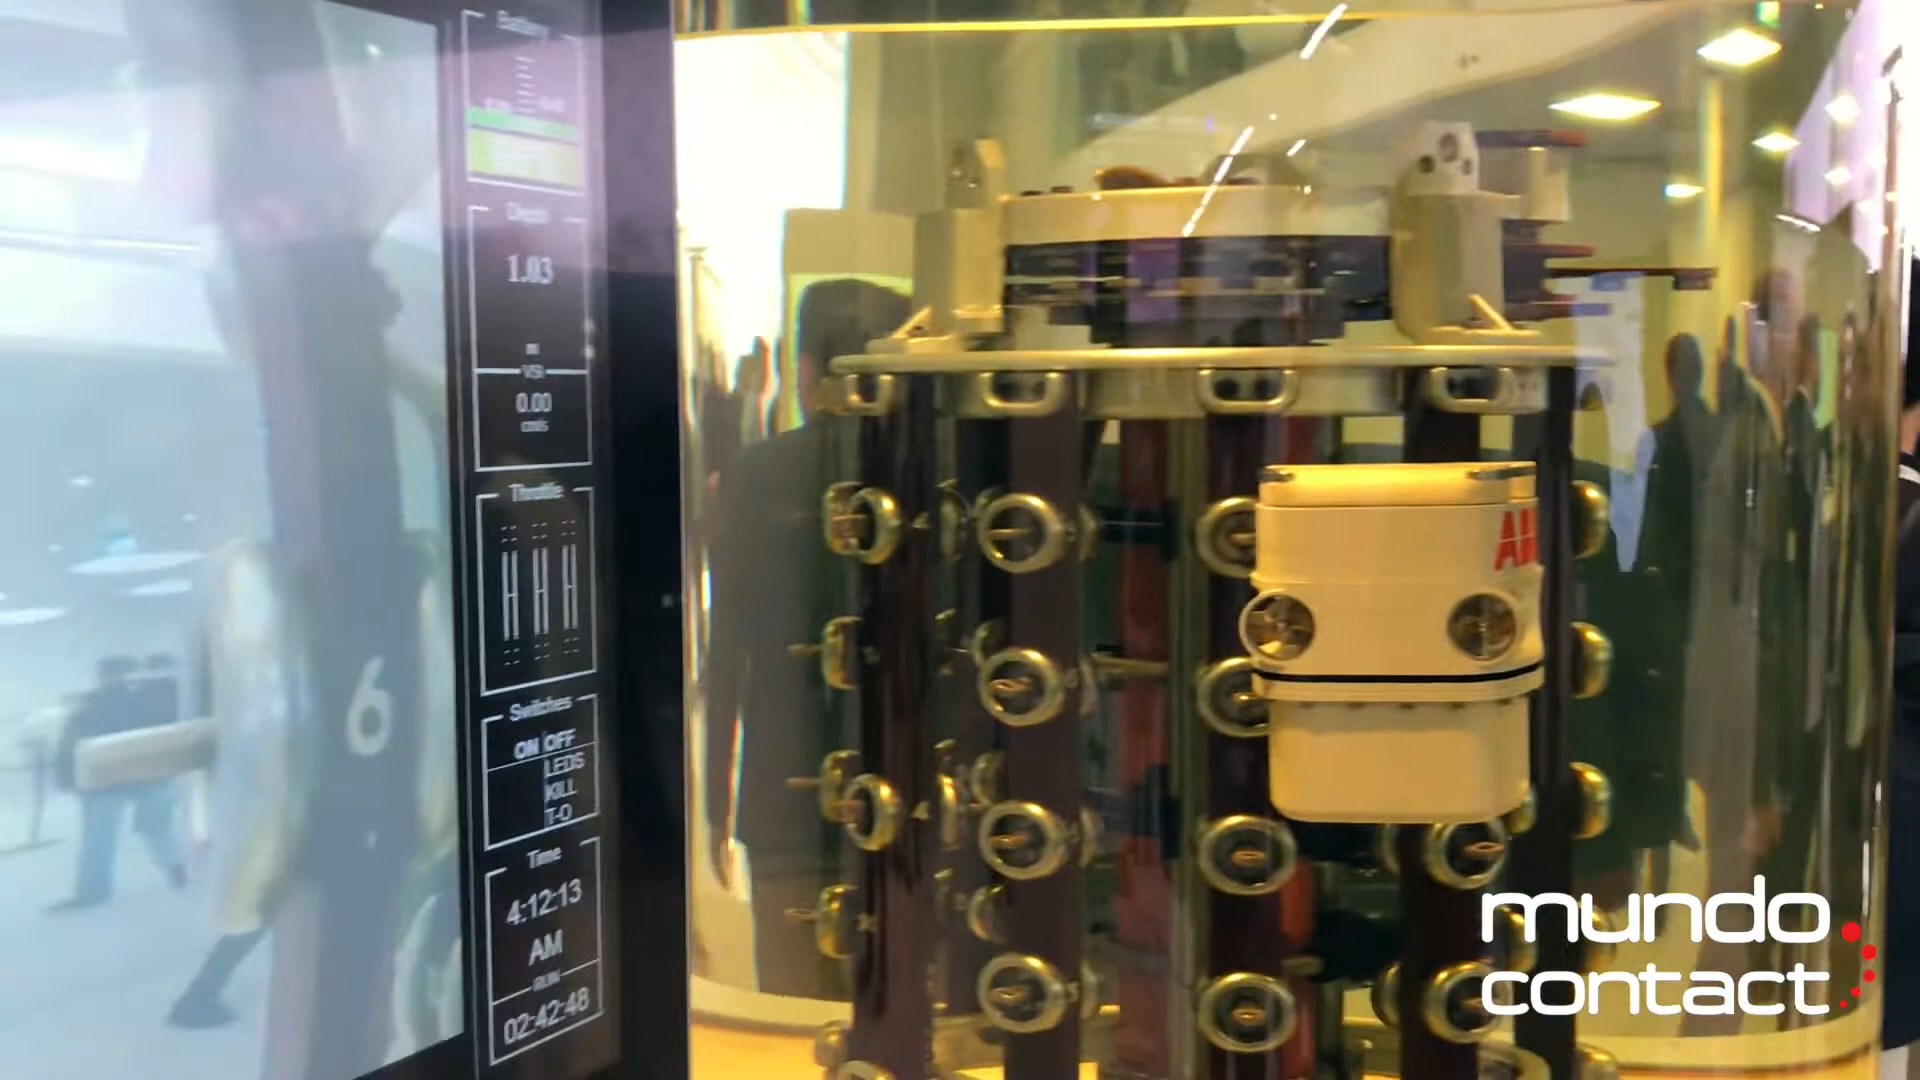 Battery
Depth
1.03
m
VSI
0.00
cm/s
Throttle
Switches
ON OFF
LEDS
KILL
T-O
Time
4:12:13
AM
RUN
02:42:48
6
mundo
contact